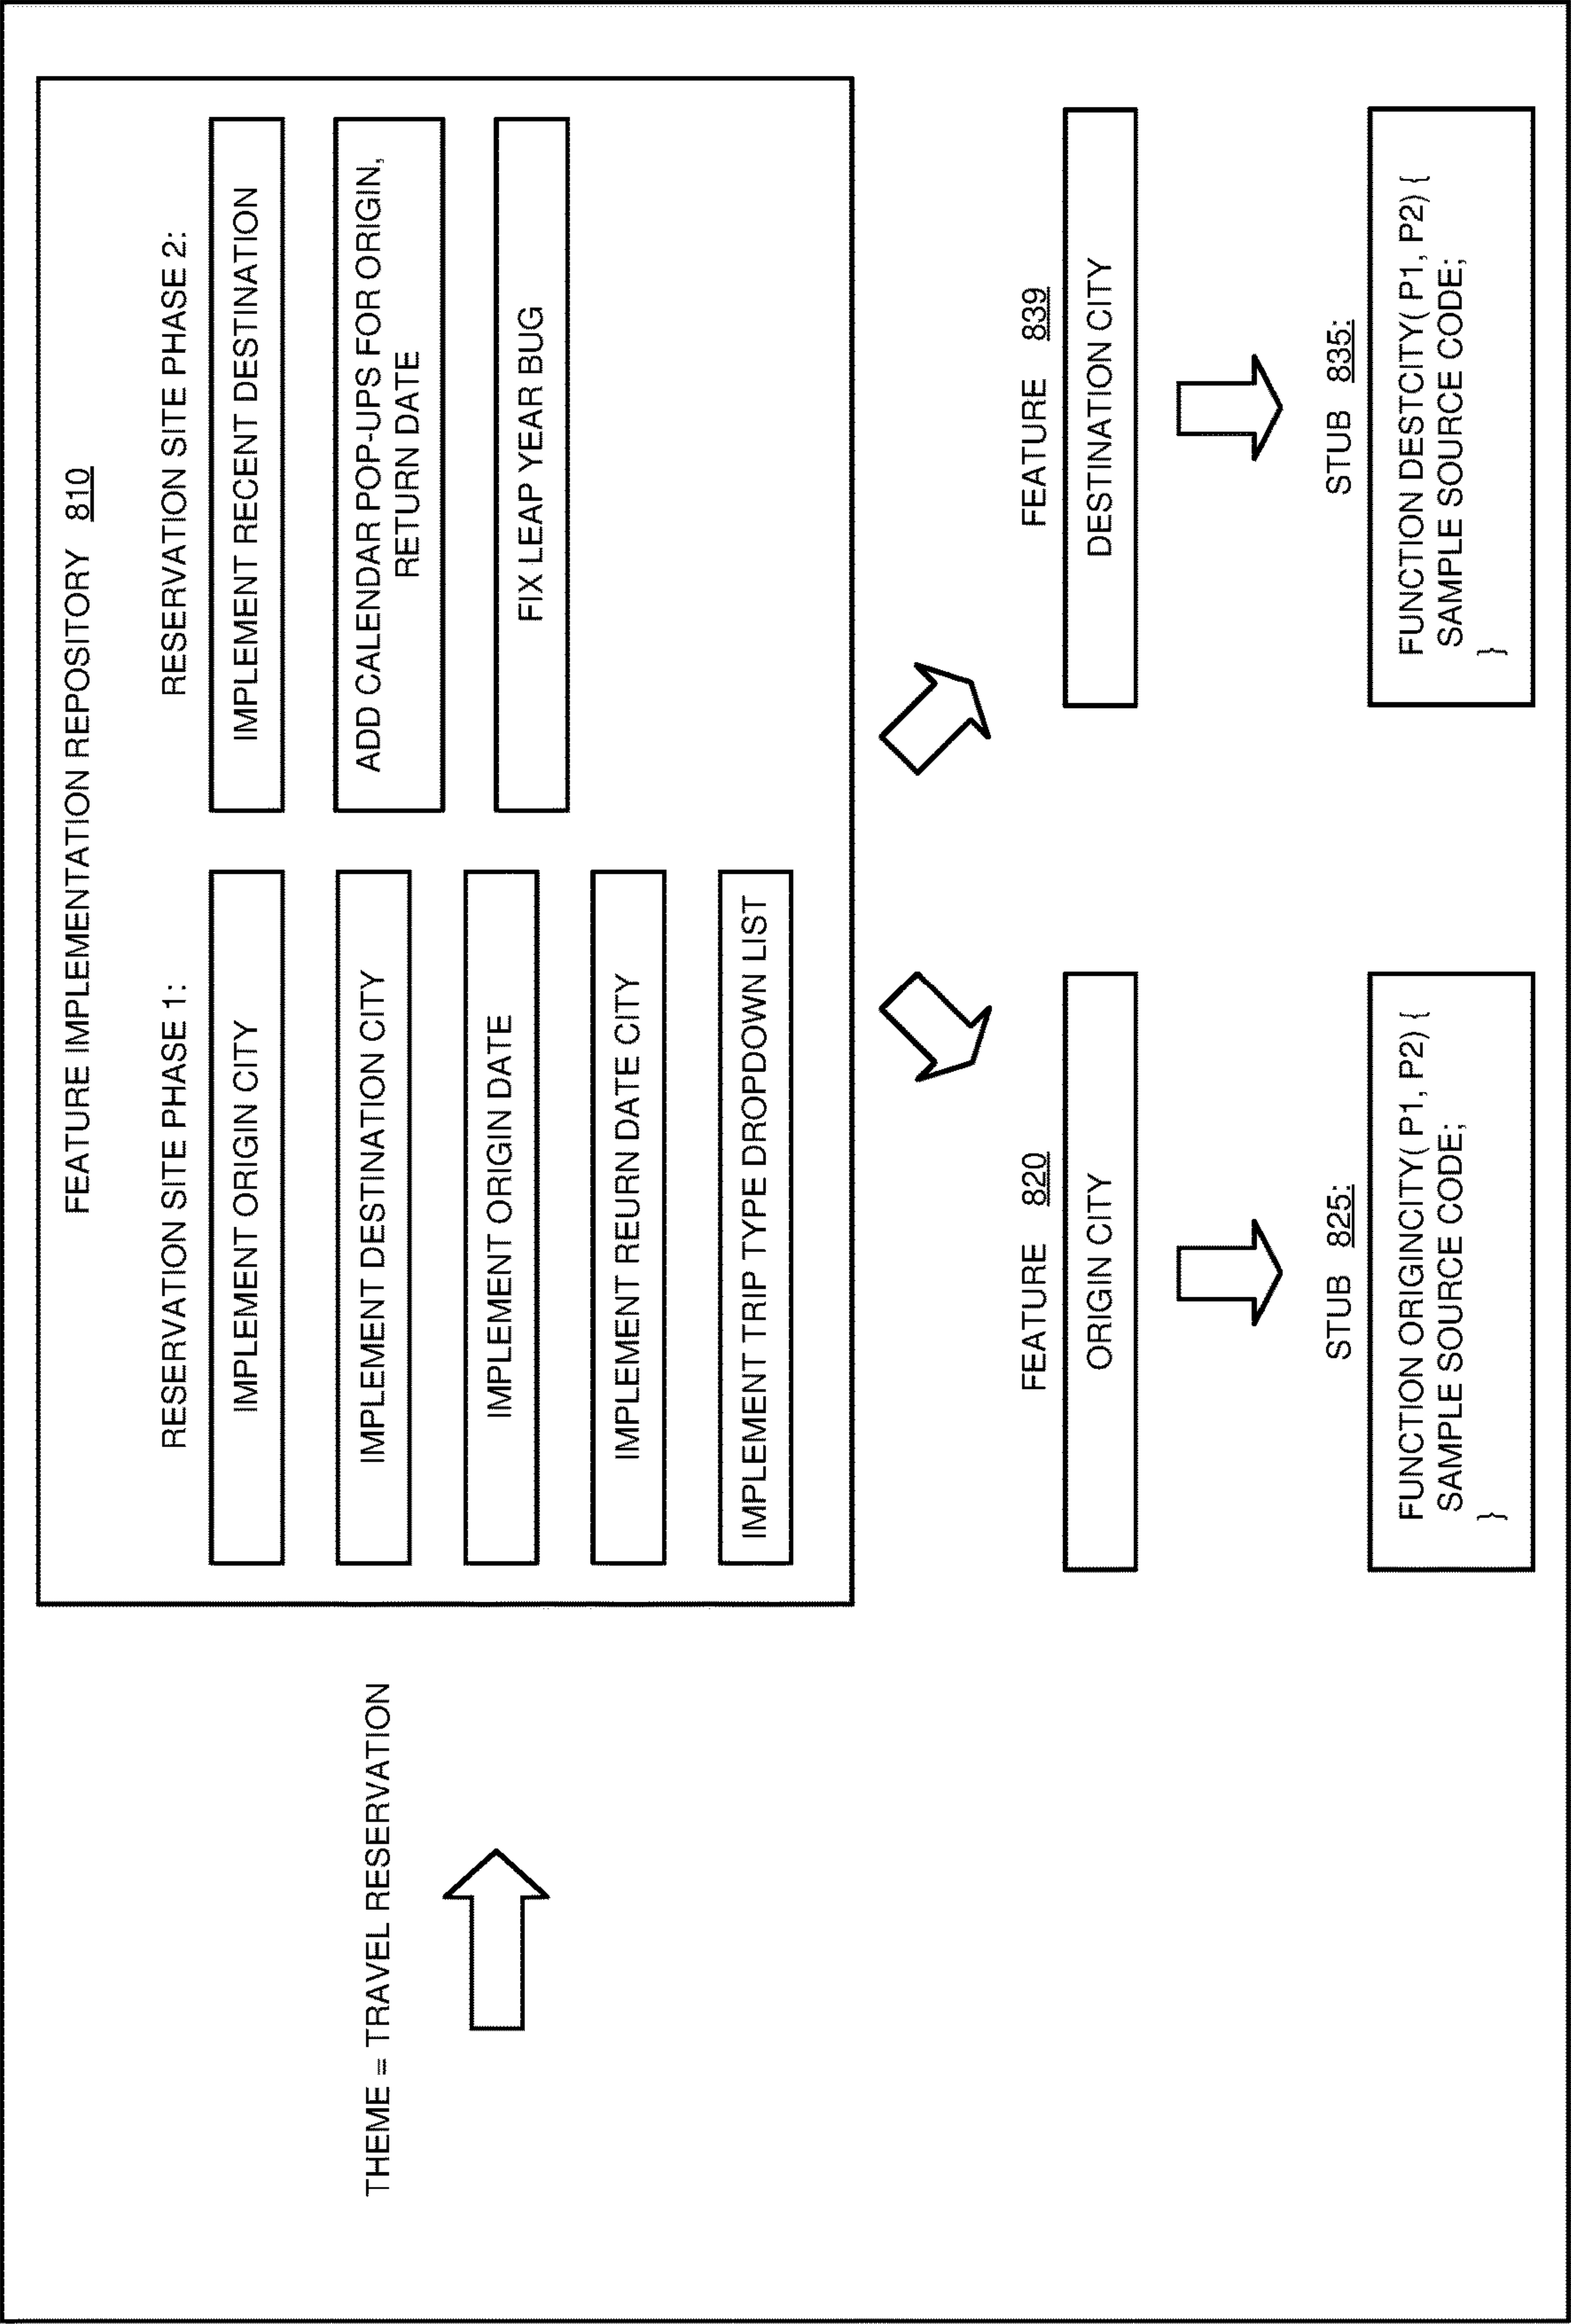 FEATURE IMPLEMENTATION REPOSITORY 810
THEME = TRAVEL RESERVATION
RESERVATION SITE PHASE 1:
IMPLEMENT ORIGIN CITY
IMPLEMENT DESTINATION CITY
IMPLEMENT ORIGIN DATE
IMPLEMENT REURN DATE CITY
IMPLEMENT TRIP TYPE DROPDOWN LIST
RESERVATION SITE PHASE 2:
IMPLEMENT RECENT DESTINATION
ADD CALENDAR POP-UPS FOR ORIGIN,
RETURN DATE
FIX LEAP YEAR BUG
FEATURE 820
ORIGIN CITY
STUB 825:
FUNCTION ORIGINCITY( P1, P2) {
SAMPLE SOURCE CODE;
}
FEATURE 839
DESTINATION CITY
STUB 835:
FUNCTION DESTCITY( P1, P2) {
SAMPLE SOURCE CODE;
}